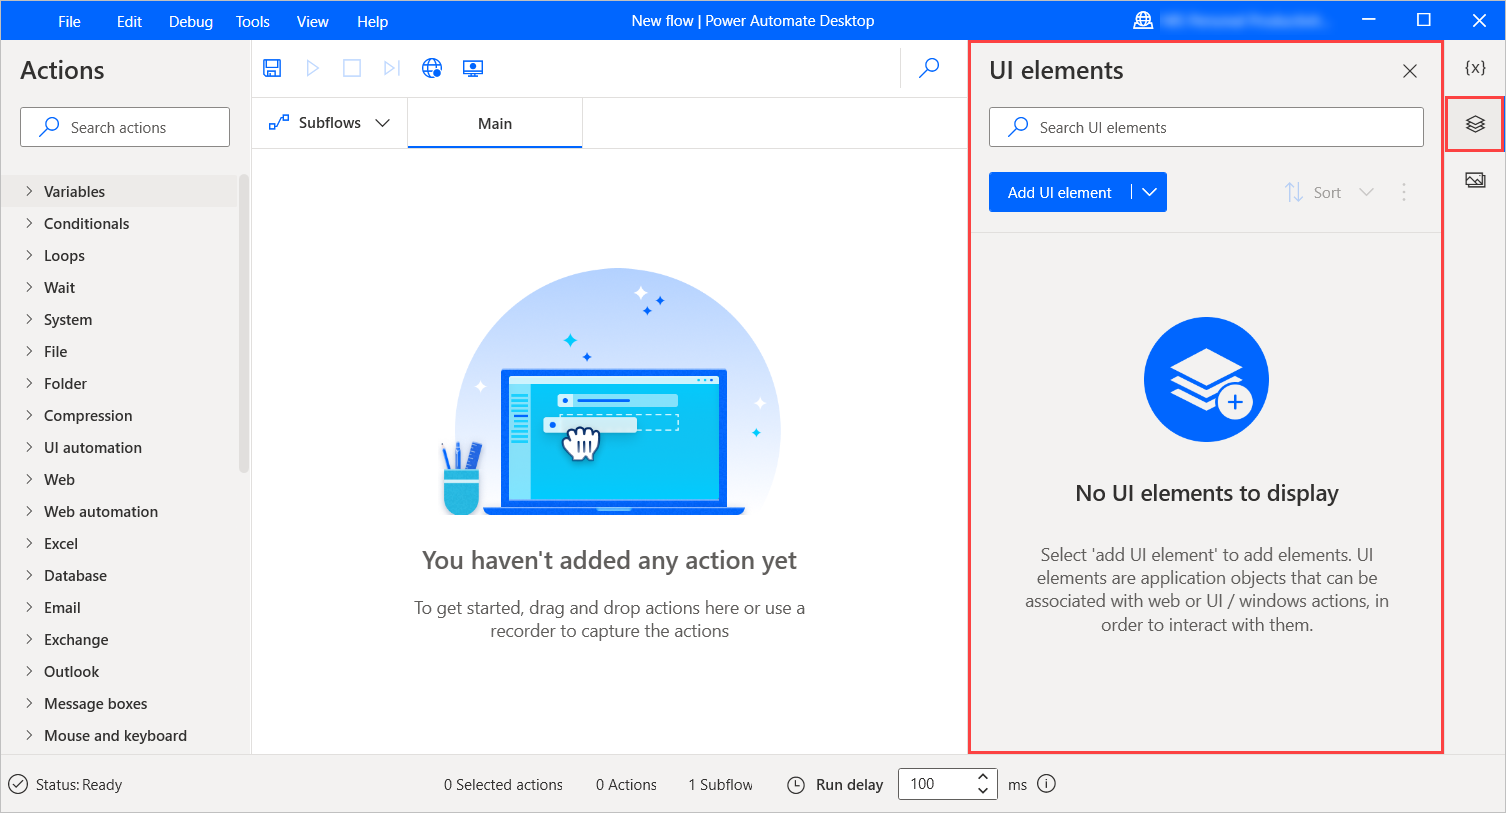 File Edit Debug Tools View Help
New flow | Power Automate Desktop
Actions
Search actions
Variables
Conditionals
Loops
Wait
System
File
Folder
Compression
UI automation
Web
Web automation
Excel
Database
Email
Exchange
Outlook
Message boxes
Mouse and keyboard
Subflows
Main
You haven't added any action yet
To get started, drag and drop actions here or use a
recorder to capture the actions
UI elements
Search UI elements
Add UI element
Sort
No UI elements to display
Select 'add UI element' to add elements. UI
elements are application objects that can be
associated with web or UI / windows actions, in
order to interact with them.
{x}
Status: Ready
0 Selected actions
0 Actions
1 Subflow
Run delay
100
ms